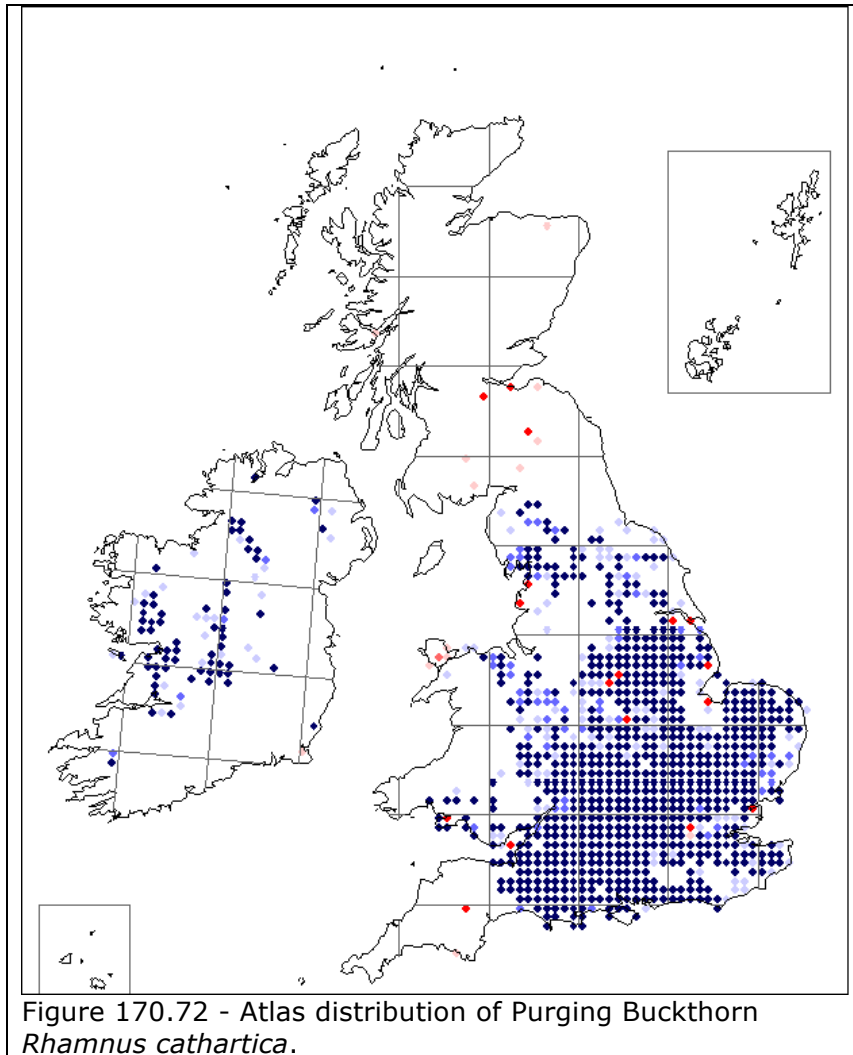 Figure 170.72 - Atlas distribution of Purging Buckthorn
Rhamnus cathartica.